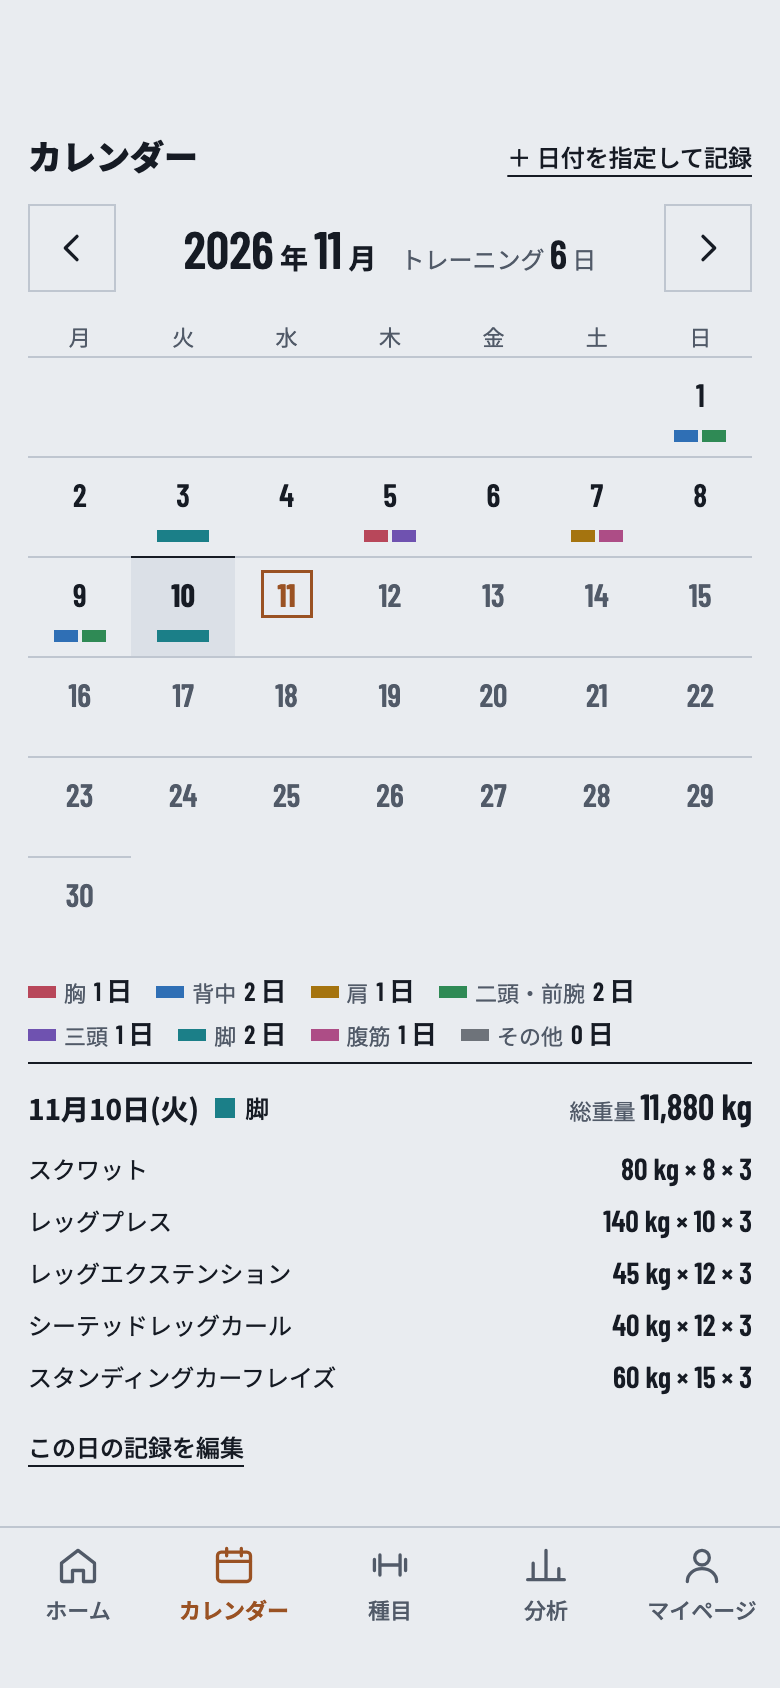 カレンダー
＋ 日付を指定して記録
2026 年 11 月 トレーニング 6 日
月 火 水 木 金 土 日
1
2 3 4 5 6 7 8
9 10 11 12 13 14 15
16 17 18 19 20 21 22
23 24 25 26 27 28 29
30
胸 1 日 背中 2 日 肩 1 日 二頭・前腕 2 日
三頭 1 日 脚 2 日 腹筋 1 日 その他 0 日
11月10日(火) 脚 総重量 11,880 kg
スクワット 80 kg × 8 × 3
レッグプレス 140 kg × 10 × 3
レッグエクステンション 45 kg × 12 × 3
シーテッドレッグカール 40 kg × 12 × 3
スタンディングカーフレイズ 60 kg × 15 × 3
この日の記録を編集
ホーム カレンダー 種目 分析 マイページ